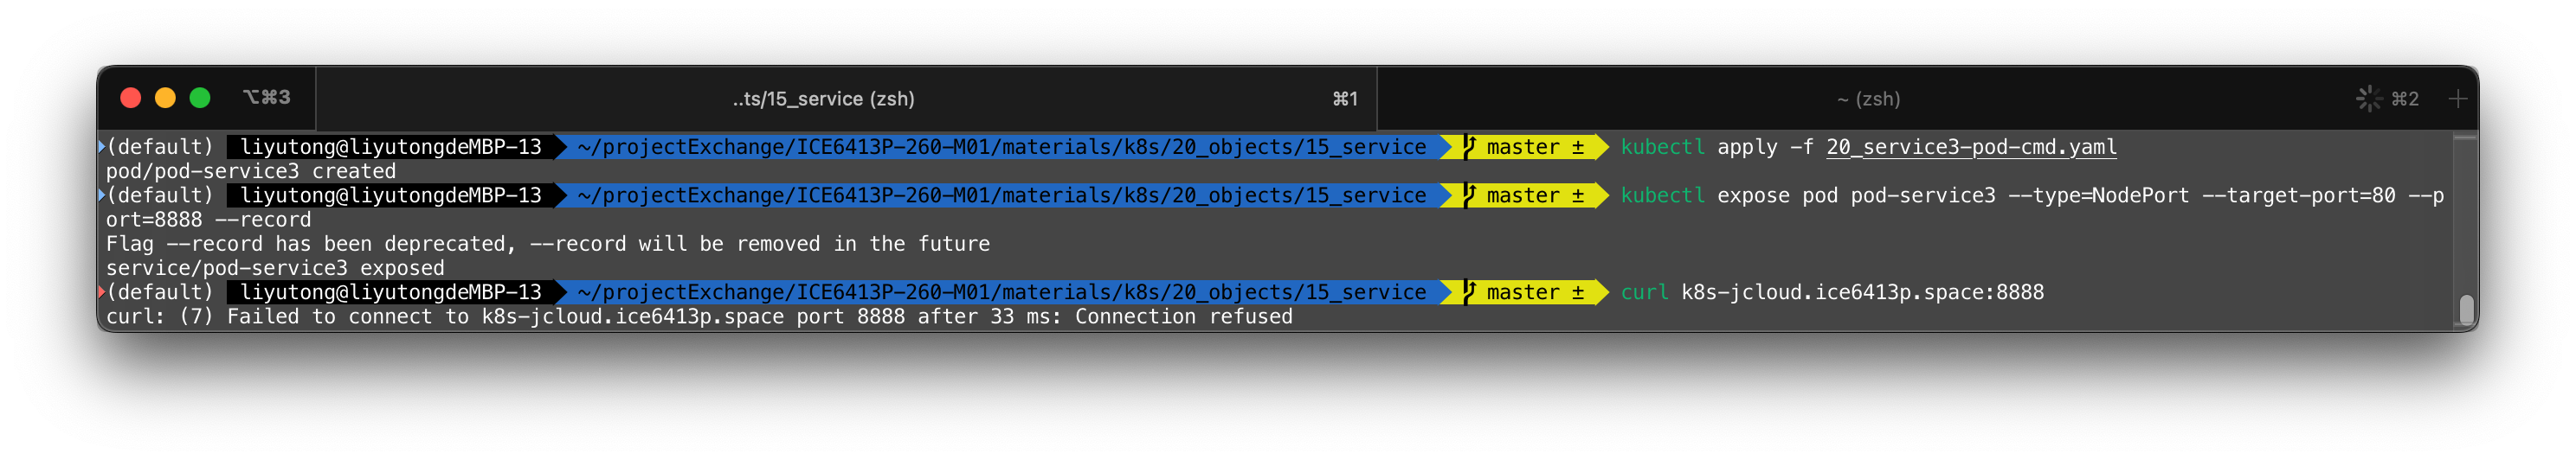 ⌥⌘3 ..ts/15_service (zsh) ⌘1 ~ (zsh) ⌘2 +
(default) liyutong@liyutongdeMBP-13 ~/projectExchange/ICE6413P-260-M01/materials/k8s/20_objects/15_service master ± kubectl apply -f 20_service3-pod-cmd.yaml
pod/pod-service3 created
(default) liyutong@liyutongdeMBP-13 ~/projectExchange/ICE6413P-260-M01/materials/k8s/20_objects/15_service master ± kubectl expose pod pod-service3 --type=NodePort --target-port=80 --p
ort=8888 --record
Flag --record has been deprecated, --record will be removed in the future
service/pod-service3 exposed
(default) liyutong@liyutongdeMBP-13 ~/projectExchange/ICE6413P-260-M01/materials/k8s/20_objects/15_service master ± curl k8s-jcloud.ice6413p.space:8888
curl: (7) Failed to connect to k8s-jcloud.ice6413p.space port 8888 after 33 ms: Connection refused